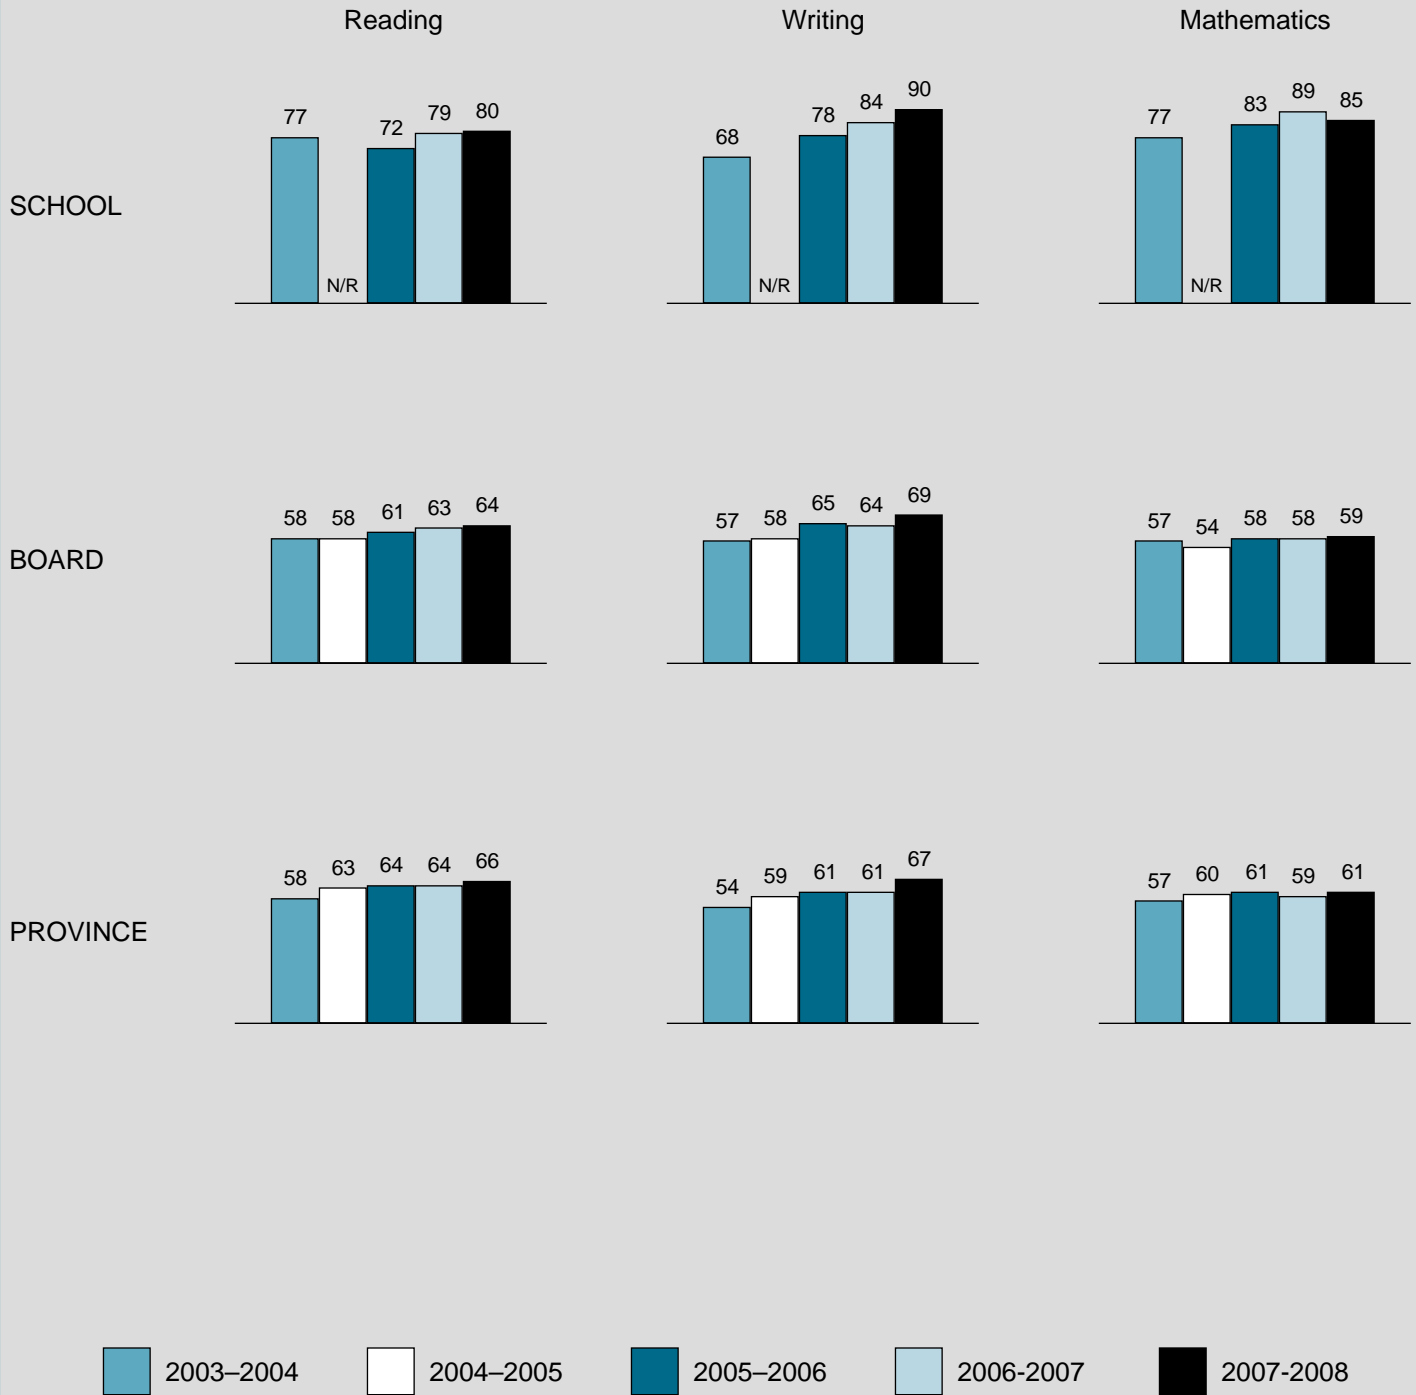 Reading Writing Mathematics
SCHOOL
77 N/R 72 79 80
68 N/R 78 84 90
77 N/R 83 89 85
BOARD
58 58 61 63 64
57 58 65 64 69
57 54 58 58 59
PROVINCE
58 63 64 64 66
54 59 61 61 67
57 60 61 59 61
2003–2004 2004–2005 2005–2006 2006-2007 2007-2008